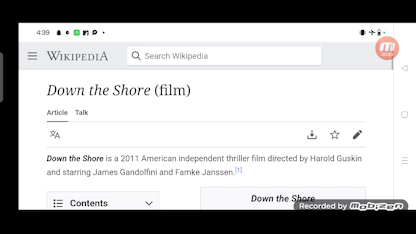 4:39
WIKIPEDIA
Search Wikipedia
00:00
Down the Shore (film)
Article Talk
Down the Shore is a 2011 American independent thriller film directed by Harold Guskin
and starring James Gandolfini and Famke Janssen.[1]
Contents
Down the Shore
Recorded by MOBIZEN